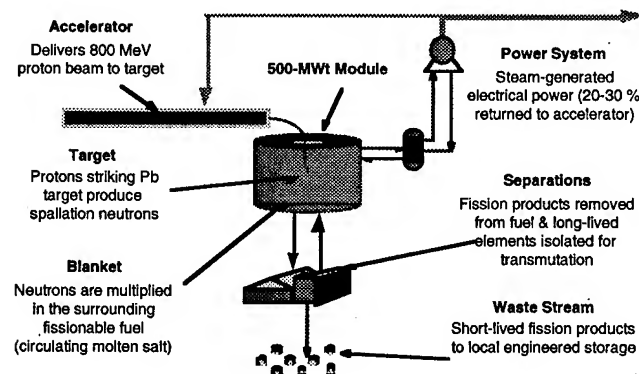 Accelerator
Delivers 800 MeV
proton beam to target
500-MWt Module
Power System
Steam-generated
electrical power (20-30 %
returned to accelerator)
Target
Protons striking Pb
target produce
spallation neutrons
Separations
Fission products removed
from fuel & long-lived
elements isolated for
transmutation
Blanket
Neutrons are multiplied
in the surrounding
fissionable fuel
(circulating molten salt)
Waste Stream
Short-lived fission products
to local engineered storage